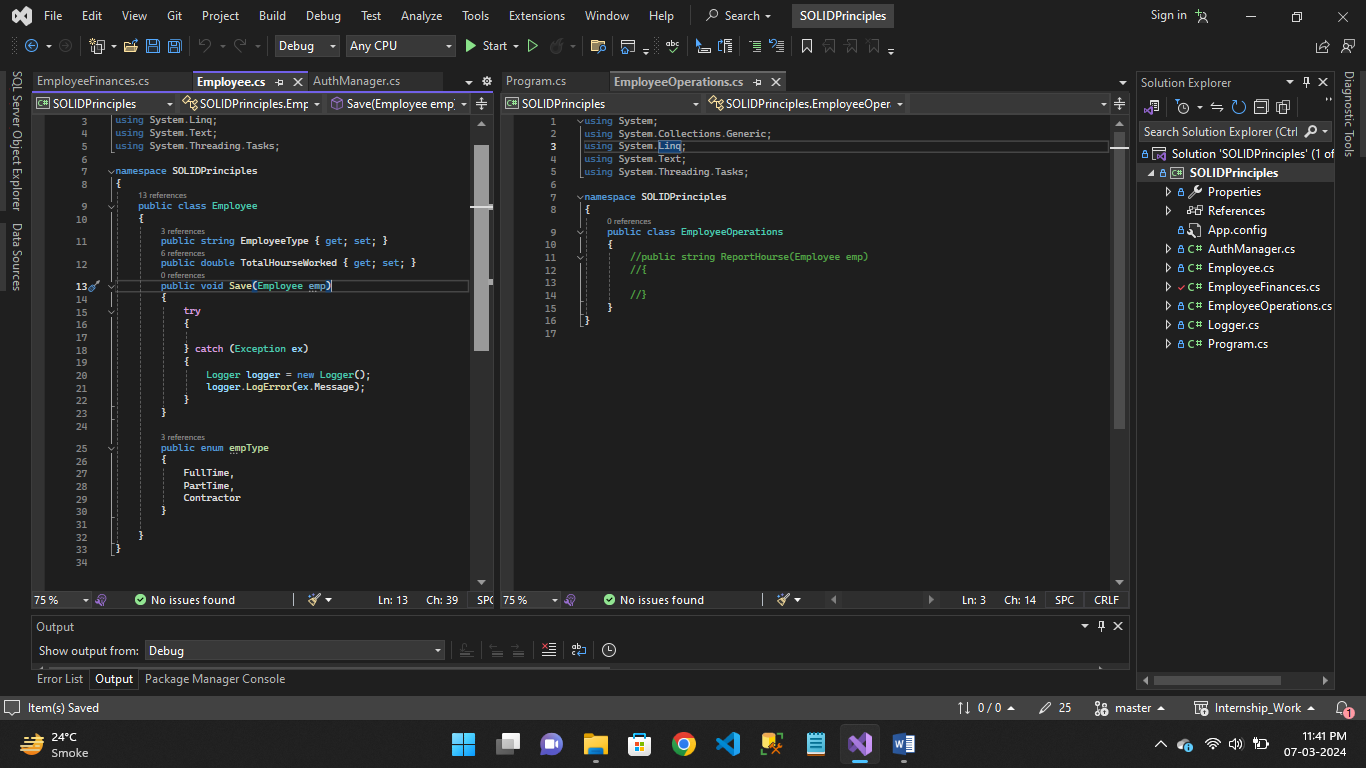 File Edit View Git Project Build Debug Test Analyze Tools Extensions Window Help Search SOLIDPrinciples Sign in
Debug Any CPU Start
SQL Server Object Explorer
Data Sources
EmployeeFinances.cs Employee.cs AuthManager.cs
SOLIDPrinciples SOLIDPrinciples.Emp Save(Employee emp
3 using System.Linq;
4 using System.Text;
5 using System.Threading.Tasks;
6
7 namespace SOLIDPrinciples
8 {
13 references
9 public class Employee
10 {
3 references
11 public string EmployeeType { get; set; }
6 references
12 public double TotalHourseWorked { get; set; }
0 references
13 public void Save(Employee emp)
14 {
15 try
16 {
17
18 } catch (Exception ex)
19 {
20 Logger logger = new Logger();
21 logger.LogError(ex.Message);
22 }
23 }
24
3 references
25 public enum empType
26 {
27 FullTime,
28 PartTime,
29 Contractor
30 }
31
32 }
33 }
34
75 % No issues found Ln: 13 Ch: 39 SPC
Program.cs EmployeeOperations.cs
SOLIDPrinciples SOLIDPrinciples.EmployeeOper
1 using System;
2 using System.Collections.Generic;
3 using System.Linq;
4 using System.Text;
5 using System.Threading.Tasks;
6
7 namespace SOLIDPrinciples
8 {
0 references
9 public class EmployeeOperations
10 {
11 //public string ReportHourse(Employee emp)
12 //{
13
14 //}
15 }
16 }
17
75 % No issues found Ln: 3 Ch: 14 SPC CRLF
Solution Explorer
Search Solution Explorer (Ctrl
Solution 'SOLIDPrinciples' (1 of
SOLIDPrinciples
Properties
References
App.config
C# AuthManager.cs
C# Employee.cs
C# EmployeeFinances.cs
C# EmployeeOperations.cs
C# Logger.cs
C# Program.cs
Diagnostic Tools
Output
Show output from: Debug
Error List Output Package Manager Console
Item(s) Saved 0 / 0 25 master Internship_Work 1
24°C
Smoke
11:41 PM
07-03-2024